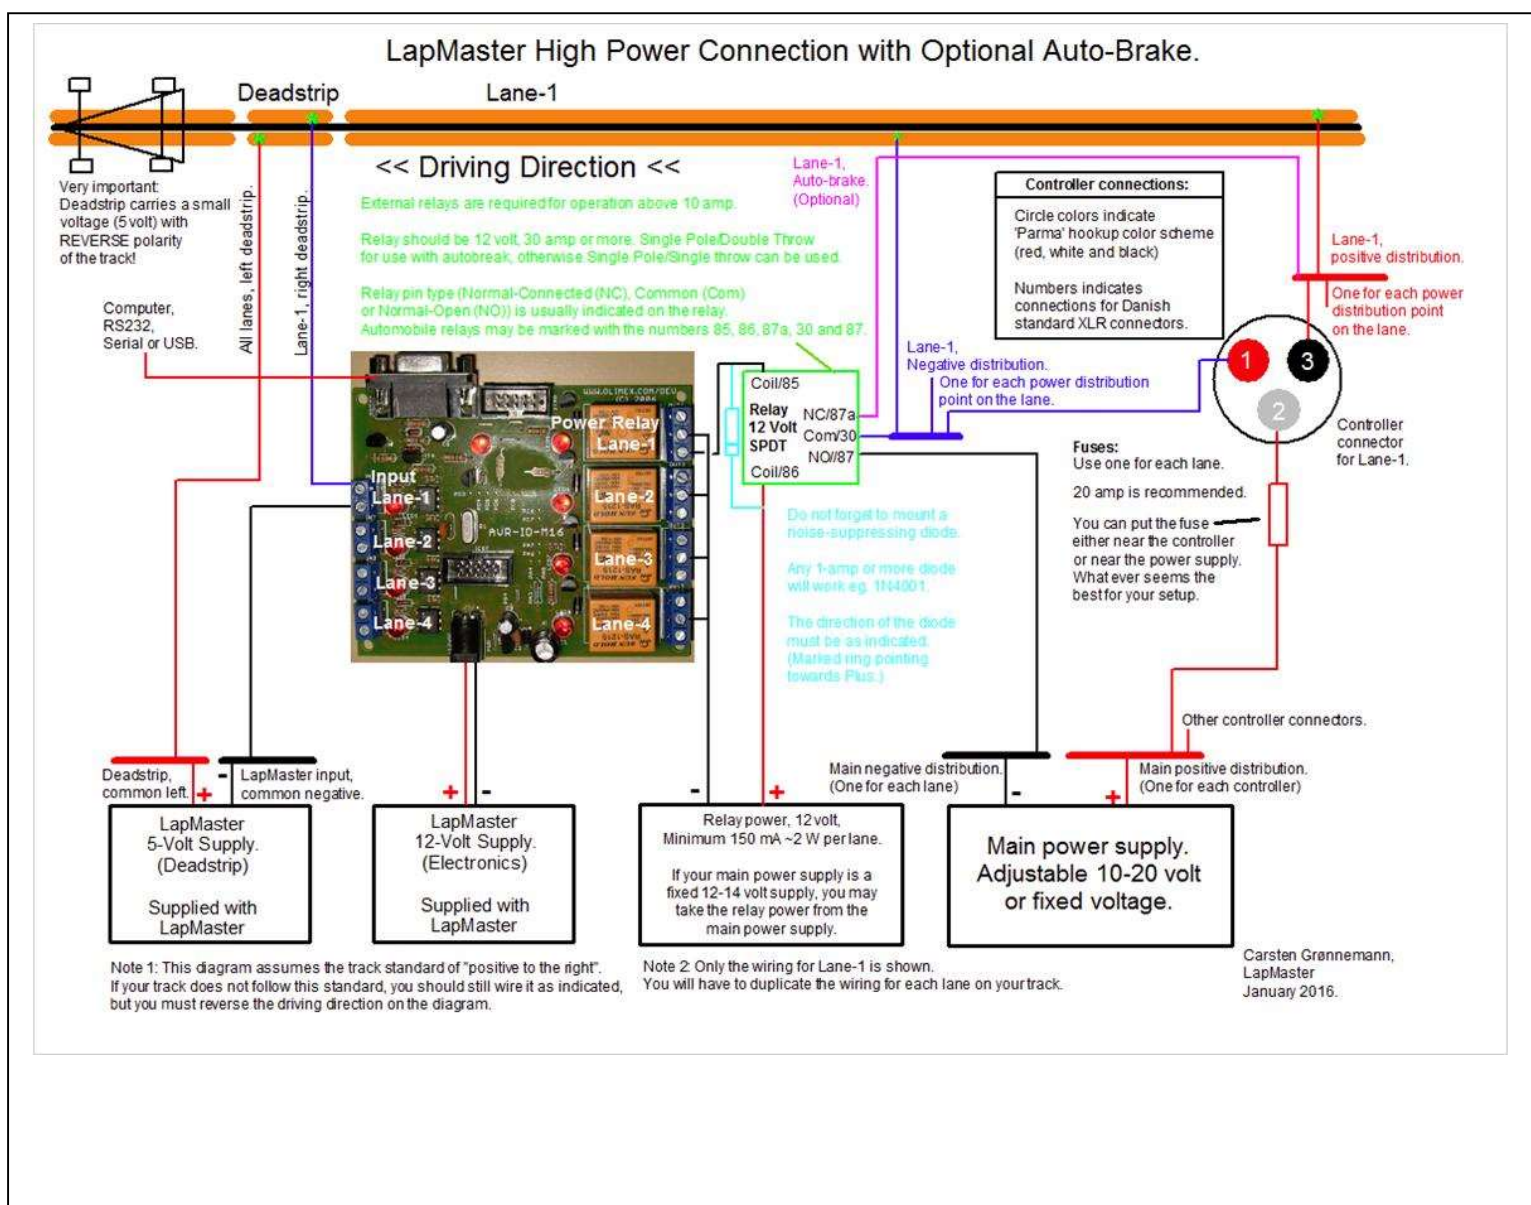 LapMaster High Power Connection with Optional Auto-Brake.
Deadstrip
Lane-1
<< Driving Direction <<
Very important:
Deadstrip carries a small
voltage (5 volt) with
REVERSE polarity
of the track!
All lanes, left deadstrip.
Lane-1, right deadstrip.
Computer,
RS232,
Serial or USB.
External relays are required for operation above 10 amp.
Relay should be 12 volt, 30 amp or more. Single Pole/Double Throw
for use with autobreak, otherwise Single Pole/Single throw can be used.
Relay pin type (Normal-Connected (NC), Common (Com)
or Normal-Open (NO)) is usually indicated on the relay.
Automobile relays may be marked with the numbers 85, 86, 87a, 30 and 87.
Lane-1,
Auto-brake.
(Optional)
Controller connections:
Circle colors indicate
'Parma' hookup color scheme
(red, white and black)
Numbers indicates
connections for Danish
standard XLR connectors.
Lane-1,
positive distribution.
One for each power
distribution point
on the lane.
Lane-1,
Negative distribution.
One for each power distribution
point on the lane.
1
3
2
Controller
connector
for Lane-1.
WWW.OLIMEX.COM/DEV
(C) 2006
Power Relay
Lane-1
Lane-2
Lane-3
Lane-4
Input
Lane-1
Lane-2
Lane-3
Lane-4
AVR-IO-M16
Coil/85
Relay
12 Volt
SPDT
NC/87a
Com/30
NO//87
Coil/86
Do not forget to mount a
noise-suppressing diode.
Any 1-amp or more diode
will work eg. 1N4001.
The direction of the diode
must be as indicated.
(Marked ring pointing
towards Plus.)
Fuses:
Use one for each lane.
20 amp is recommended.
You can put the fuse
either near the controller
or near the power supply.
What ever seems the
best for your setup.
Other controller connectors.
Deadstrip,
common left.
+
-
LapMaster input,
common negative.
+
-
-
+
Main negative distribution.
(One for each lane)
-
+
Main positive distribution.
(One for each controller)
LapMaster
5-Volt Supply.
(Deadstrip)
Supplied with
LapMaster
LapMaster
12-Volt Supply.
(Electronics)
Supplied with
LapMaster
Relay power, 12 volt,
Minimum 150 mA ~2 W per lane.
If your main power supply is a
fixed 12-14 volt supply, you may
take the relay power from the
main power supply.
Main power supply.
Adjustable 10-20 volt
or fixed voltage.
Note 1: This diagram assumes the track standard of "positive to the right".
If your track does not follow this standard, you should still wire it as indicated,
but you must reverse the driving direction on the diagram.
Note 2: Only the wiring for Lane-1 is shown.
You will have to duplicate the wiring for each lane on your track.
Carsten Grønnemann,
LapMaster
January 2016.